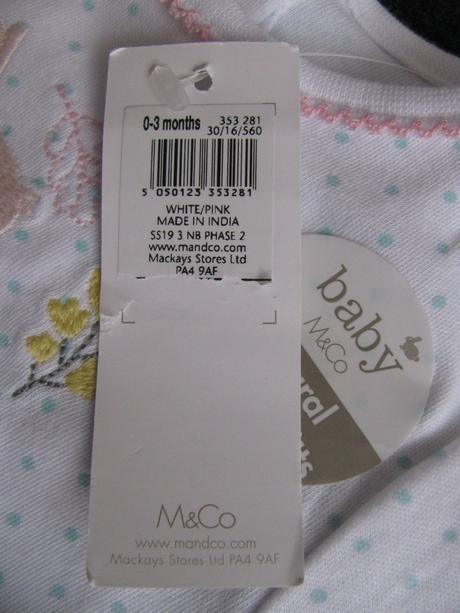 0-3 months
353 281
30/16/560
5 050123 353281
WHITE/PINK
MADE IN INDIA
SS19 3 NB PHASE 2
www.mandco.com
Mackays Stores Ltd
PA4 9AF
baby
M&Co
M&Co
www.mandco.com
Mackays Stores Ltd PA4 9AF